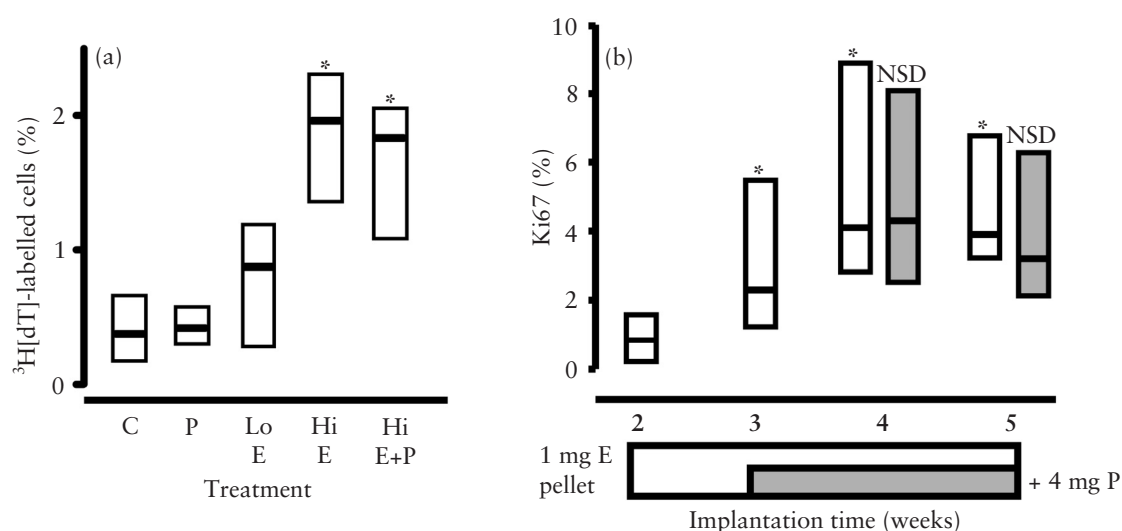 (a)
³H[dT]-labelled cells (%)
2
1
0
*
*
C P Lo Hi Hi
E E E+P
Treatment
(b)
Ki67 (%)
10
8
6
4
2
0
*
*
NSD
*
NSD
2 3 4 5
1 mg E
pellet
+ 4 mg P
Implantation time (weeks)